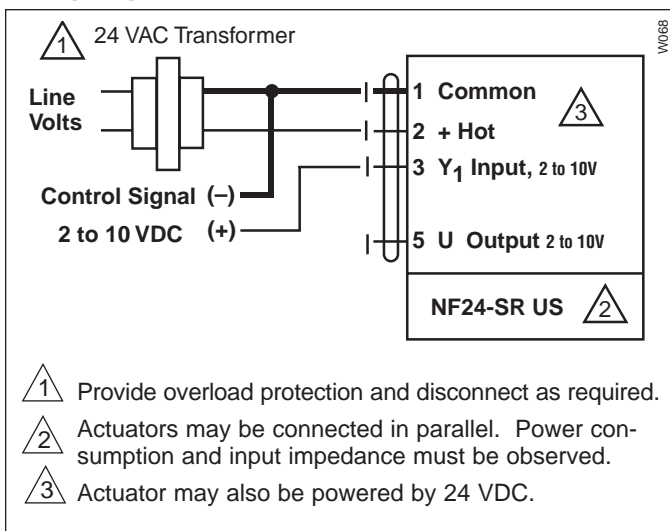 1 24 VAC Transformer
W068
Line
Volts
1 Common
3
2 + Hot
3 Y1 Input, 2 to 10V
Control Signal (–)
2 to 10 VDC (+)
5 U Output 2 to 10V
NF24-SR US 2
1 Provide overload protection and disconnect as required.
2 Actuators may be connected in parallel. Power con-
sumption and input impedance must be observed.
3 Actuator may also be powered by 24 VDC.